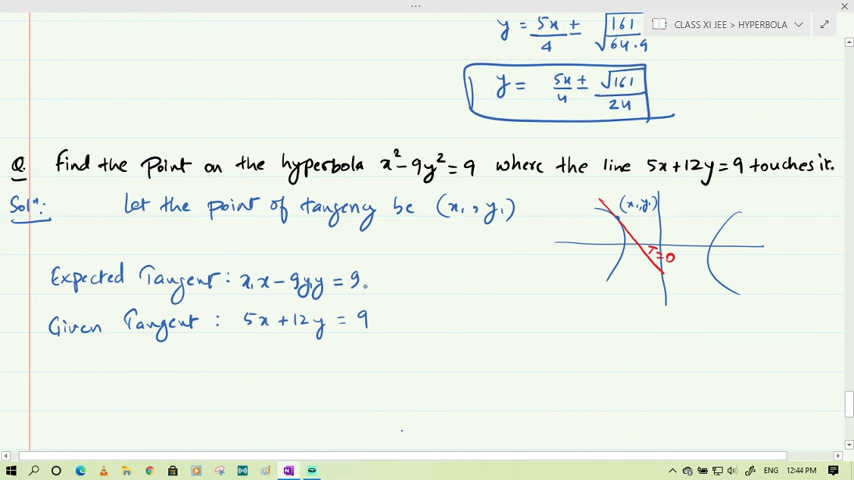 ...
y = 5x/4 ± √161/64·9
CLASS XI JEE > HYPERBOLA
y = 5x/4 ± √161/24
Q. Find the Point on the hyperbola x² - 9y² = 9 where the line 5x + 12y = 9 touches it.
Solⁿ: Let the point of tangency be (x₁, y₁)
(x₁, y₁)
T=0
Expected Tangent : x₁x - 9y₁y = 9.
Given Tangent : 5x + 12y = 9
ENG 12:44 PM